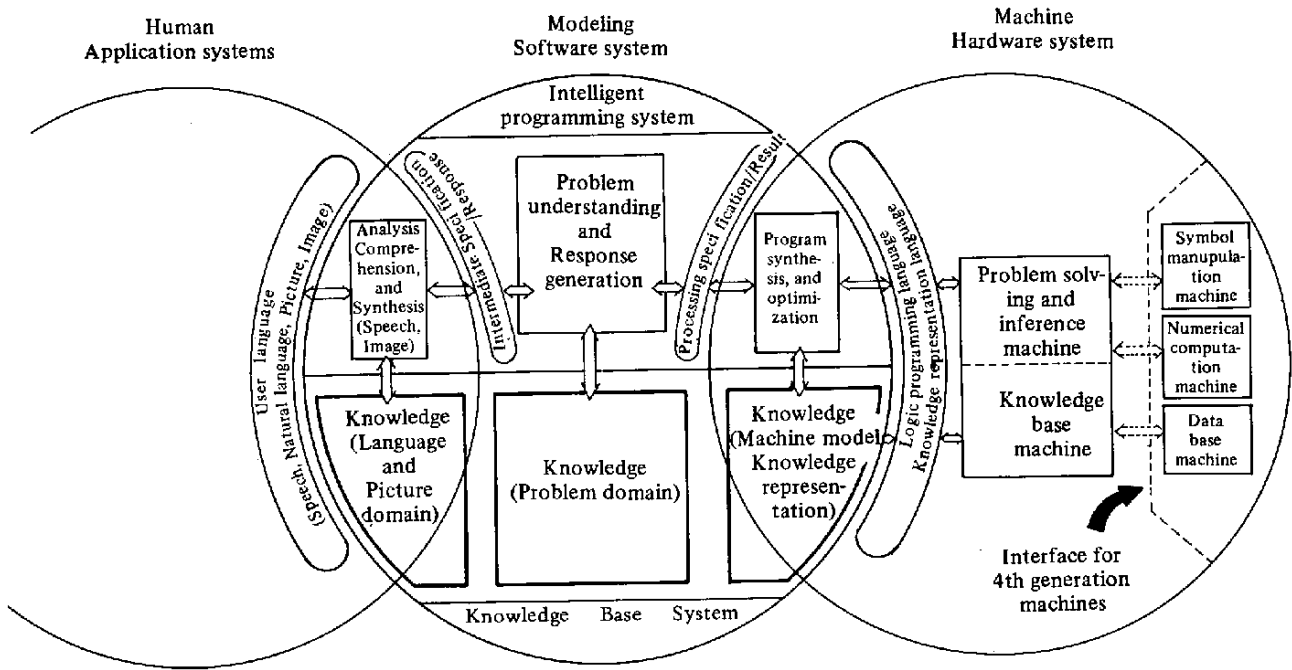 Human
Application systems
Modeling
Software system
Machine
Hardware system
Intelligent
programming system
User language
(Speech, Natural language, Picture, Image)
Analysis
Compre-
hension,
and
Synthesis
(Speech,
Image)
Intermediate Speci fication
/Response
Problem
understanding
and
Response
generation
Processing speci fication/Result
Program
synthe-
sis, and
optimi-
zation
Logic programming language
Knowledge representation language
Problem solv-
ing and
inference
machine
Knowledge
base
machine
Symbol
manupula-
tion
machine
Numerical
computa-
tion
machine
Data
base
machine
Knowledge
(Language
and
Picture
domain)
Knowledge
(Problem domain)
Knowledge
(Machine model
Knowledge
represen-
tation)
Interface for
4th generation
machines
Knowledge Base System